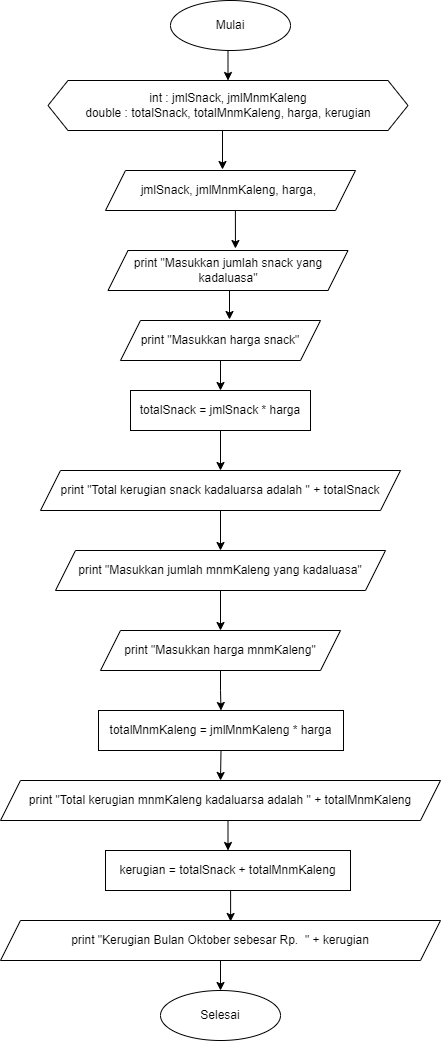 Mulai
int : jmlSnack, jmlMnmKaleng
double : totalSnack, totalMnmKaleng, harga, kerugian
jmlSnack, jmlMnmKaleng, harga,
print "Masukkan jumlah snack yang
kadaluasa"
print "Masukkan harga snack"
totalSnack = jmlSnack * harga
print "Total kerugian snack kadaluarsa adalah " + totalSnack
print "Masukkan jumlah mnmKaleng yang kadaluasa"
print "Masukkan harga mnmKaleng"
totalMnmKaleng = jmlMnmKaleng * harga
print "Total kerugian mnmKaleng kadaluarsa adalah " + totalMnmKaleng
kerugian = totalSnack + totalMnmKaleng
print "Kerugian Bulan Oktober sebesar Rp.  " + kerugian
Selesai